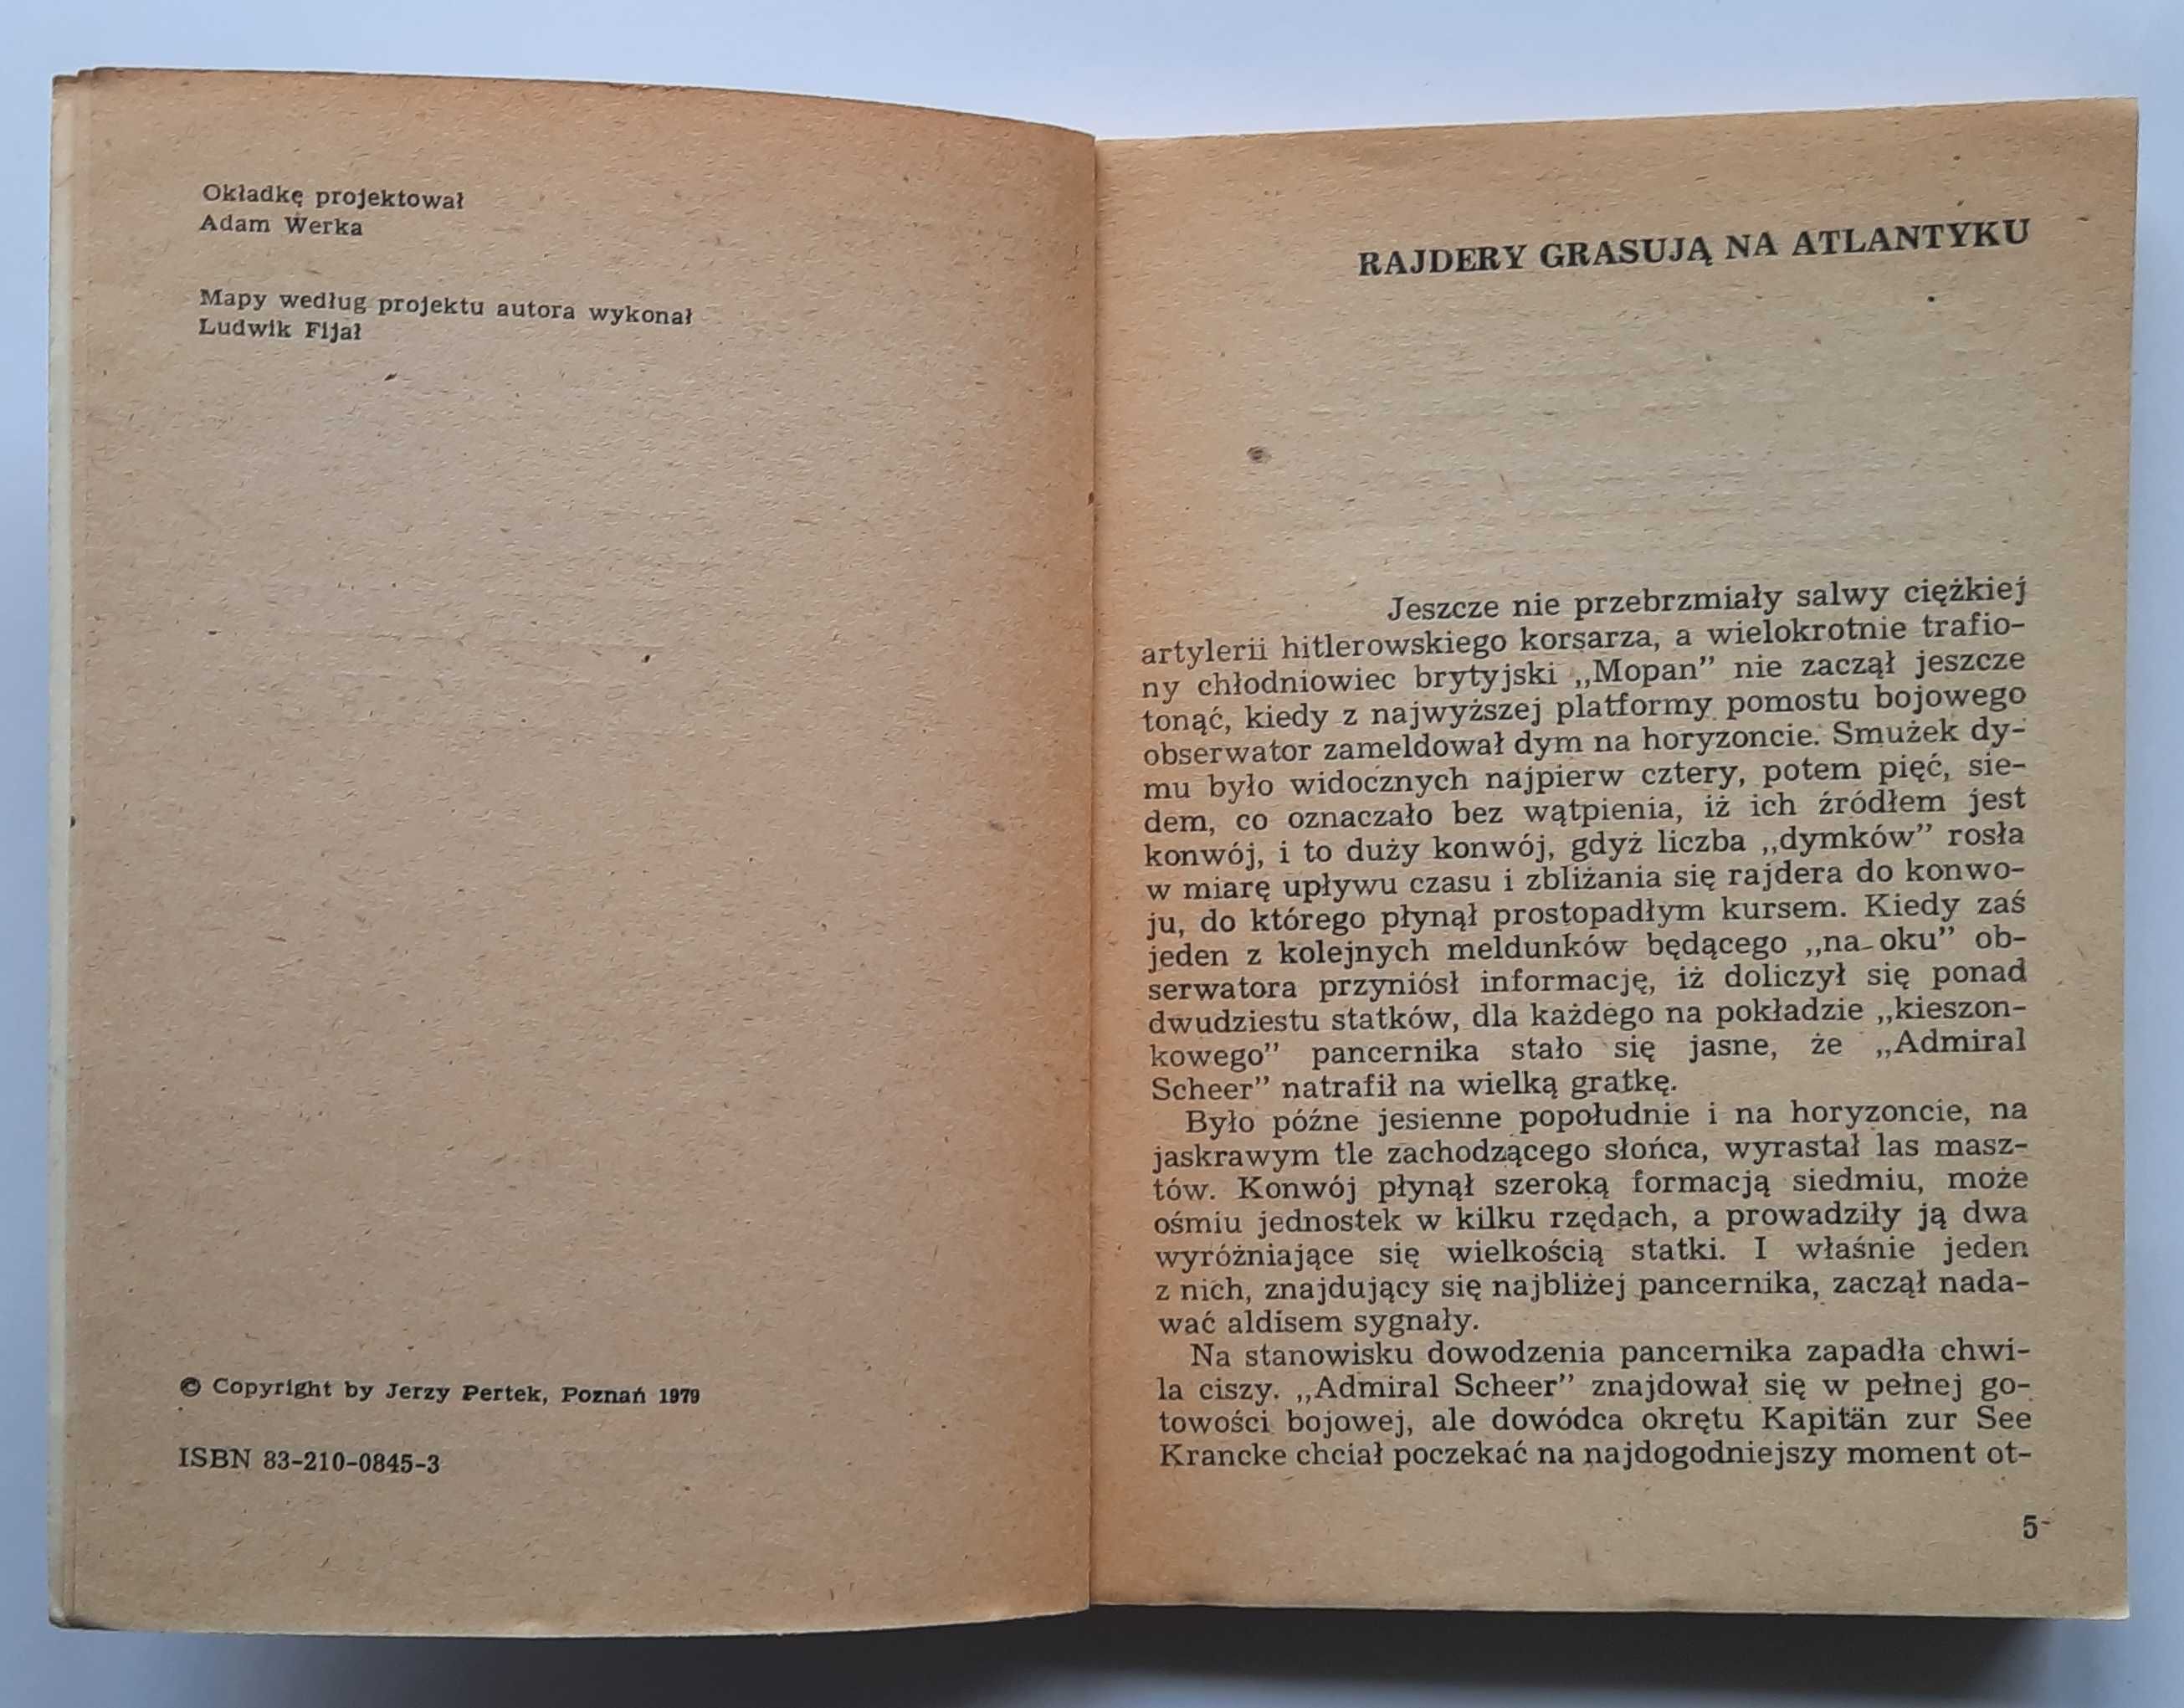 Okładkę projektował
Adam Werka
Mapy według projektu autora wykonał
Ludwik Fijał
© Copyright by Jerzy Pertek, Poznań 1979
ISBN 83-210-0845-3
RAJDERY GRASUJĄ NA ATLANTYKU
Jeszcze nie przebrzmiały salwy ciężkiej
artylerii hitlerowskiego korsarza, a wielokrotnie trafio-
ny chłodniowiec brytyjski „Mopan” nie zaczął jeszcze
tonąć, kiedy z najwyższej platformy pomostu bojowego
obserwator zameldował dym na horyzoncie. Smużek dy-
mu było widocznych najpierw cztery, potem pięć, sie-
dem, co oznaczało bez wątpienia, iż ich źródłem jest
konwój, i to duży konwój, gdyż liczba „dymków” rosła
w miarę upływu czasu i zbliżania się rajdera do konwo-
ju, do którego płynął prostopadłym kursem. Kiedy zaś
jeden z kolejnych meldunków będącego „na oku” ob-
serwatora przyniósł informację, iż doliczył się ponad
dwudziestu statków, dla każdego na pokładzie „kieszon-
kowego” pancernika stało się jasne, że „Admiral
Scheer” natrafił na wielką gratkę.
Było późne jesienne popołudnie i na horyzoncie, na
jaskrawym tle zachodzącego słońca, wyrastał las masz-
tów. Konwój płynął szeroką formacją siedmiu, może
ośmiu jednostek w kilku rzędach, a prowadziły ją dwa
wyróżniające się wielkością statki. I właśnie jeden
z nich, znajdujący się najbliżej pancernika, zaczął nada-
wać aldisem sygnały.
Na stanowisku dowodzenia pancernika zapadła chwi-
la ciszy. „Admiral Scheer” znajdował się w pełnej go-
towości bojowej, ale dowódca okrętu Kapitän zur See
Krancke chciał poczekać na najdogodniejszy moment ot-
5